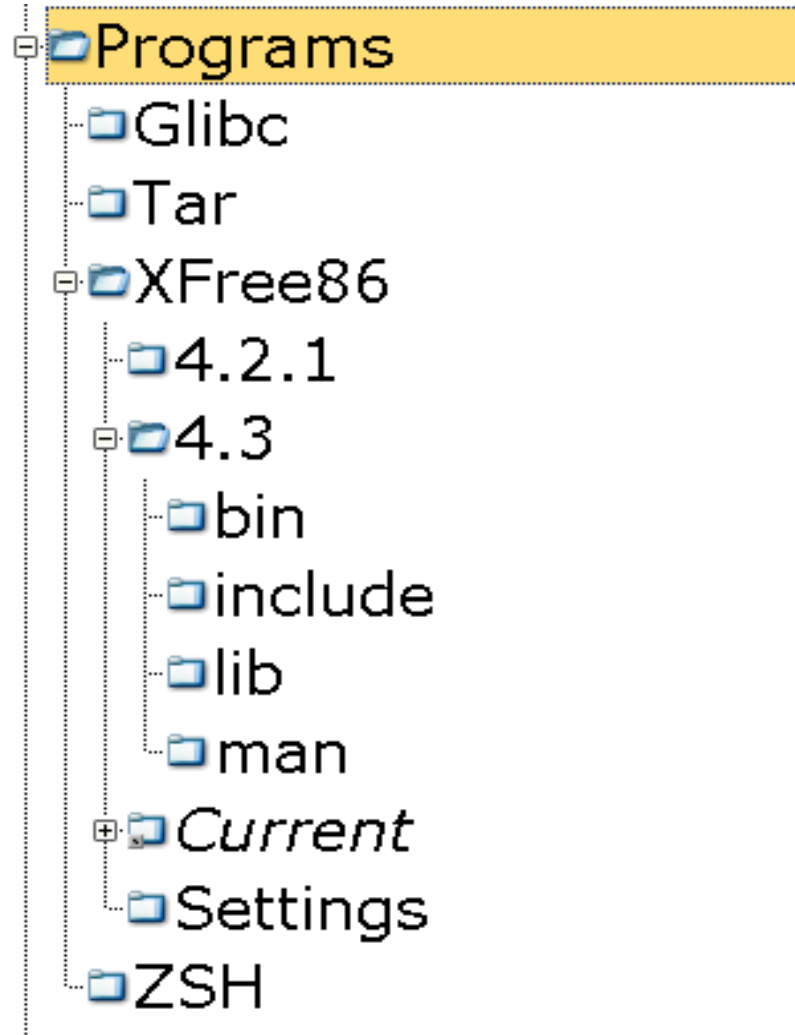 Programs
Glibc
Tar
XFree86
4.2.1
4.3
bin
include
lib
man
Current
Settings
ZSH